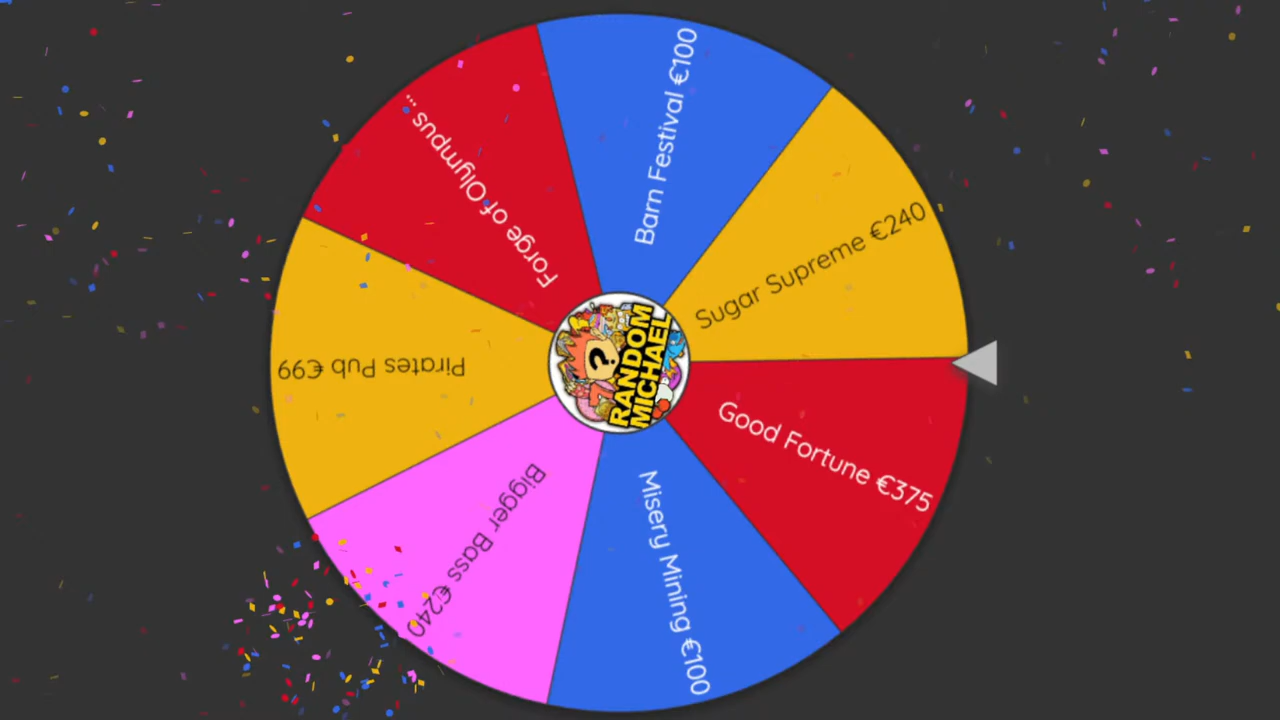 Barn Festival €100
Sugar Supreme €240
Good Fortune €375
Misery Mining €100
Bigger Bass €240
Pirates Pub €99
Forge of Olympus ...
?
RANDOM
MICHAEL